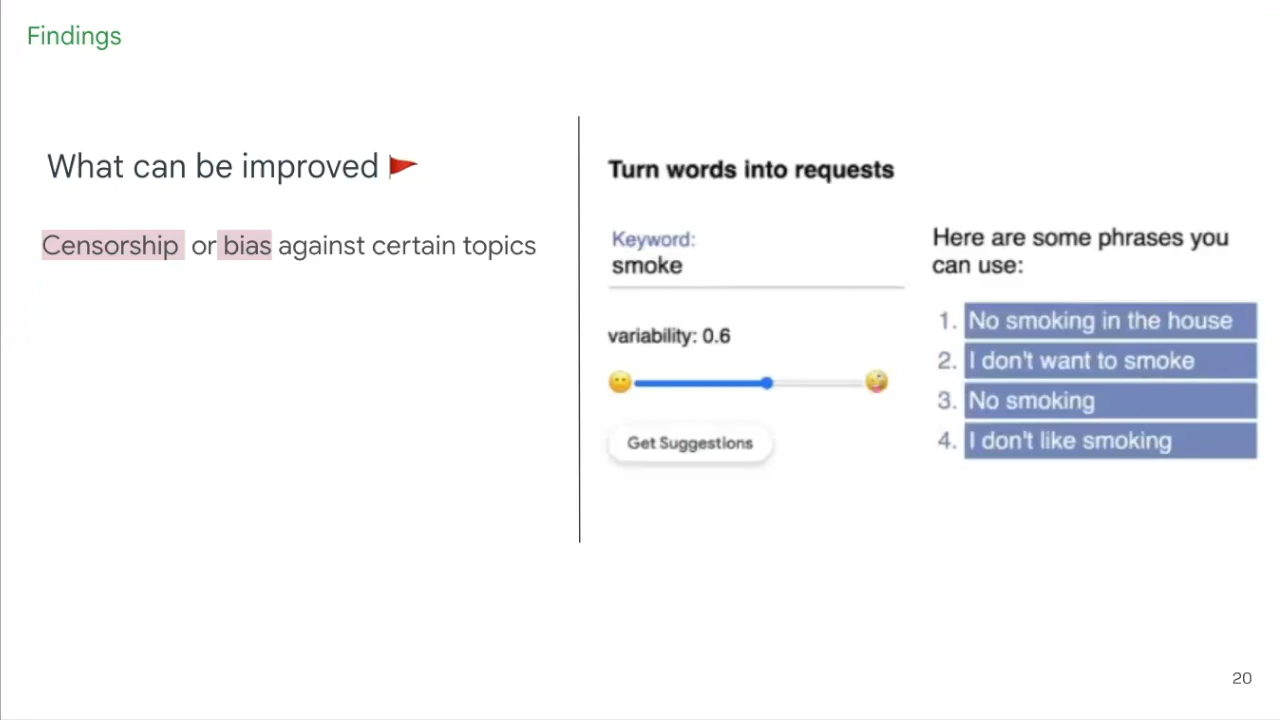 Findings
What can be improved
Censorship or bias against certain topics
Turn words into requests
Keyword:
smoke
variability: 0.6
Get Suggestions
Here are some phrases you
can use:
1. No smoking in the house
2. I don't want to smoke
3. No smoking
4. I don't like smoking
20